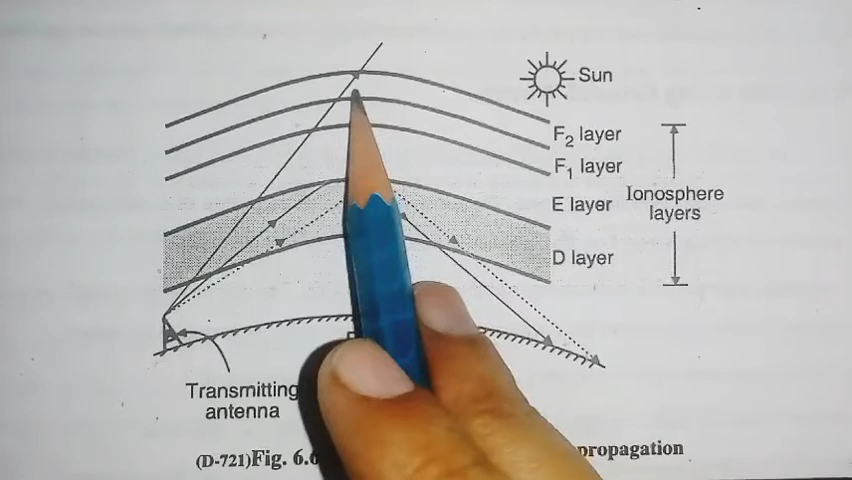 Sun
F2 layer
F1 layer
E layer
Ionosphere
layers
D layer
Transmitting
antenna
(D-721)Fig. 6.6 propagation